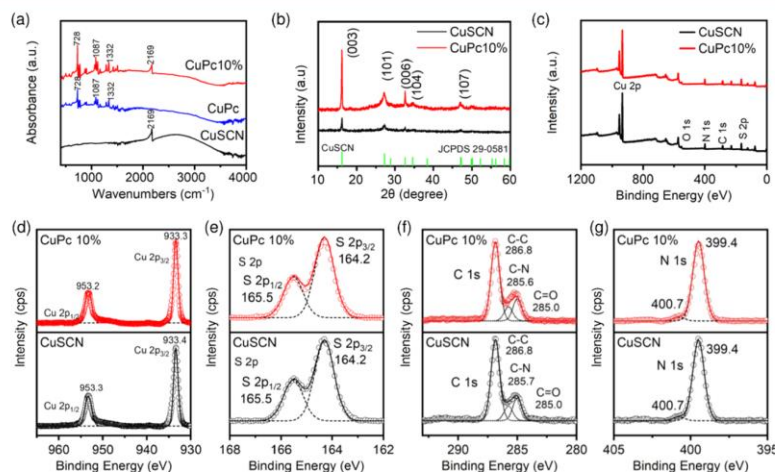 (a)
Absorbance (a.u.)
728
1087
1332
2169
CuPc10%
728
1087
1332
CuPc
2169
CuSCN
1000 2000 3000 4000
Wavenumbers (cm-1)
(b)
Intensity (a.u)
CuSCN
CuPc10%
(003)
(101)
(006)
(104)
(107)
CuSCN
JCPDS 29-0581
10 20 30 40 50 60
2θ (degree)
(c)
Intensity (a.u.)
CuSCN
CuPc10%
Cu 2p
O 1s
N 1s
C 1s
S 2p
1200 800 400 0
Binding Energy (eV)
(d)
Intensity (cps)
CuPc 10%
933.3
Cu 2p3/2
953.2
Cu 2p1/2
CuSCN
933.4
Cu 2p3/2
953.3
Cu 2p1/2
960 950 940 930
Binding Energy (eV)
(e)
Intensity (cps)
CuPc 10%
S 2p3/2
164.2
S 2p
S 2p1/2
165.5
CuSCN
S 2p3/2
164.2
S 2p
S 2p1/2
165.5
168 166 164 162
Binding Energy (eV)
(f)
Intensity (cps)
CuPc 10%
C-C
286.8
C 1s
C-N
285.6
C=O
285.0
CuSCN
C-C
286.8
C 1s
C-N
285.7
C=O
285.0
290 285 280
Binding Energy (eV)
(g)
Intensity (cps)
CuPc 10%
399.4
N 1s
400.7
CuSCN
399.4
N 1s
400.7
405 400 395
Binding Energy (eV)